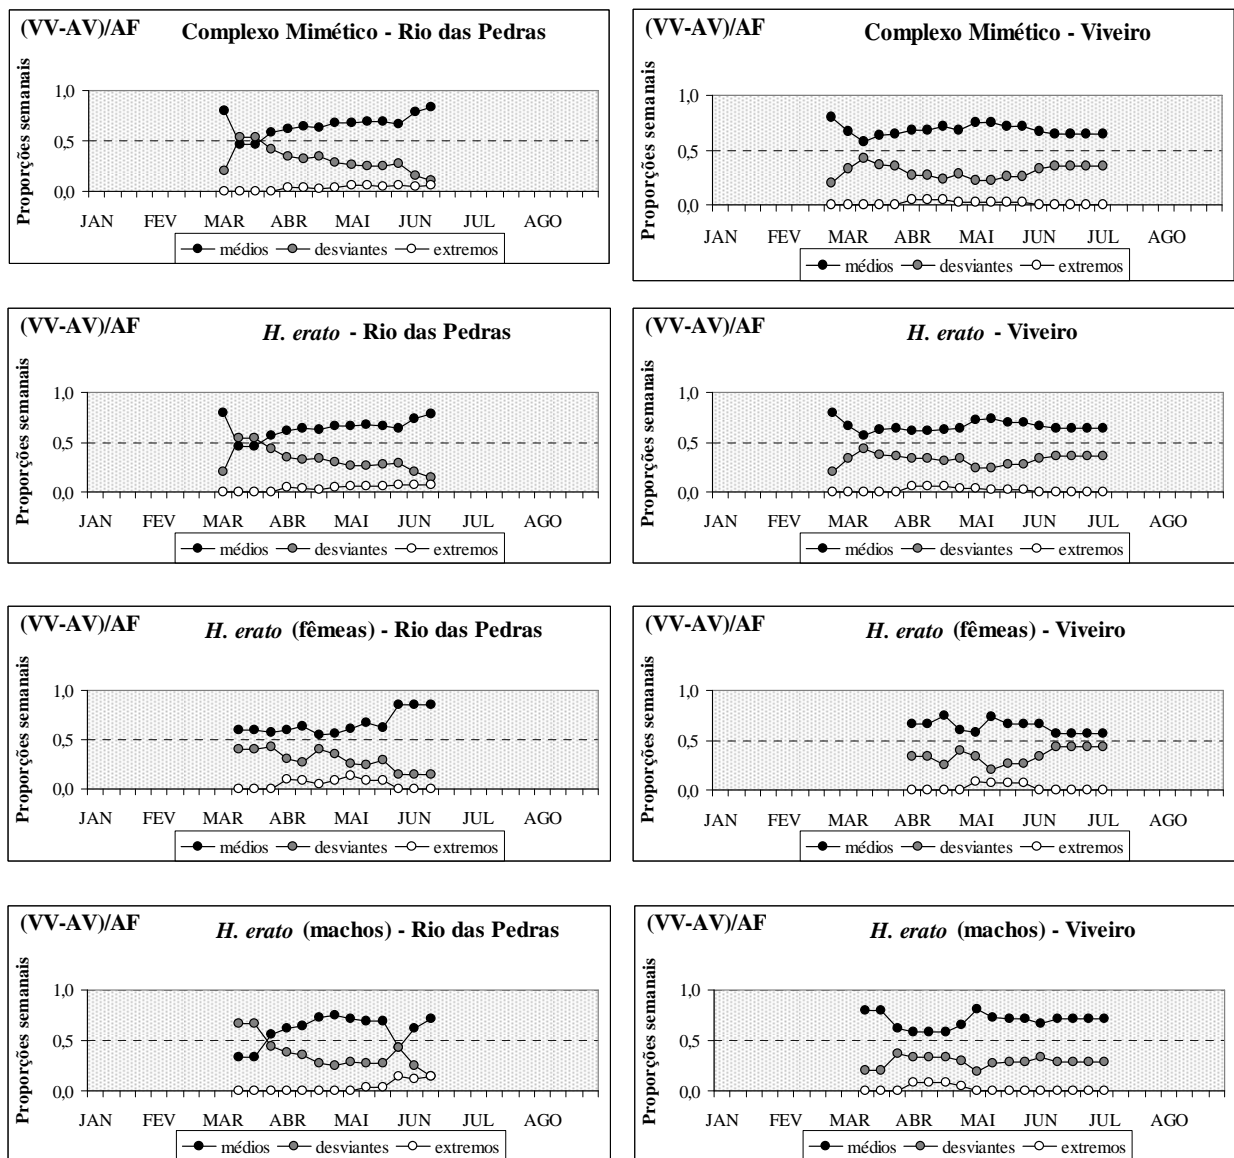 (VV-AV)/AF Complexo Mimético - Rio das Pedras
Proporções semanais
1,0
0,5
0,0
JAN FEV MAR ABR MAI JUN JUL AGO
médios desviantes extremos
(VV-AV)/AF Complexo Mimético - Viveiro
Proporções semanais
1,0
0,5
0,0
JAN FEV MAR ABR MAI JUN JUL AGO
médios desviantes extremos
(VV-AV)/AF H. erato - Rio das Pedras
Proporções semanais
1,0
0,5
0,0
JAN FEV MAR ABR MAI JUN JUL AGO
médios desviantes extremos
(VV-AV)/AF H. erato - Viveiro
Proporções semanais
1,0
0,5
0,0
JAN FEV MAR ABR MAI JUN JUL AGO
médios desviantes extremos
(VV-AV)/AF H. erato (fêmeas) - Rio das Pedras
Proporções semanais
1,0
0,5
0,0
JAN FEV MAR ABR MAI JUN JUL AGO
médios desviantes extremos
(VV-AV)/AF H. erato (fêmeas) - Viveiro
Proporções semanais
1,0
0,5
0,0
JAN FEV MAR ABR MAI JUN JUL AGO
médios desviantes extremos
(VV-AV)/AF H. erato (machos) - Rio das Pedras
Proporções semanais
1,0
0,5
0,0
JAN FEV MAR ABR MAI JUN JUL AGO
médios desviantes extremos
(VV-AV)/AF H. erato (machos) - Viveiro
Proporções semanais
1,0
0,5
0,0
JAN FEV MAR ABR MAI JUN JUL AGO
médios desviantes extremos